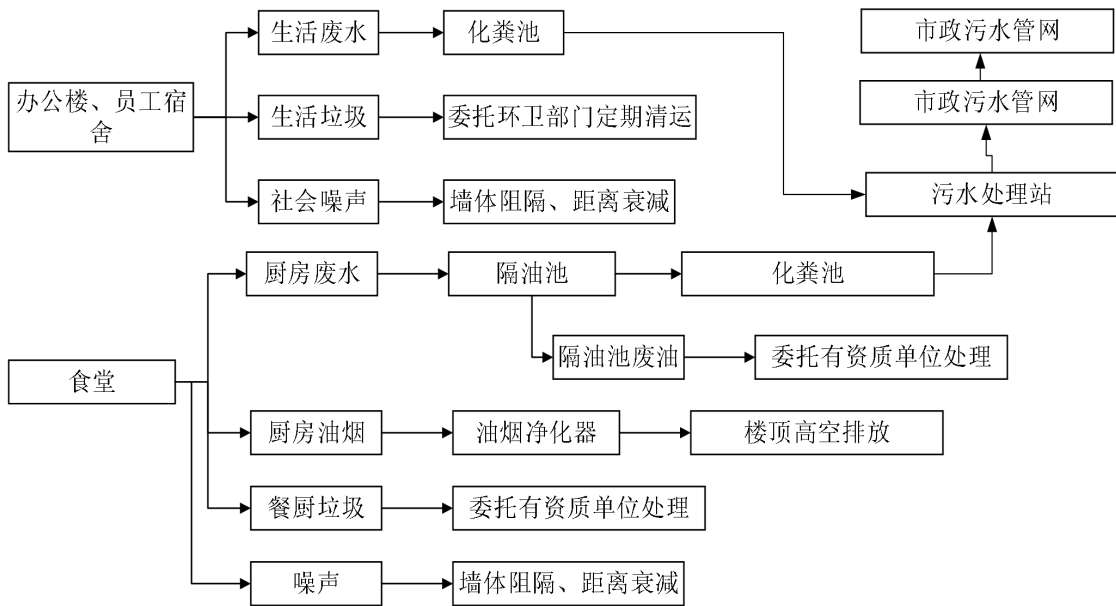 市政污水管网
生活废水
化粪池
市政污水管网
办公楼、员工宿
舍
生活垃圾
委托环卫部门定期清运
污水处理站
社会噪声
墙体阻隔、距离衰减
厨房废水
隔油池
化粪池
隔油池废油
委托有资质单位处理
食堂
厨房油烟
油烟净化器
楼顶高空排放
餐厨垃圾
委托有资质单位处理
噪声
墙体阻隔、距离衰减